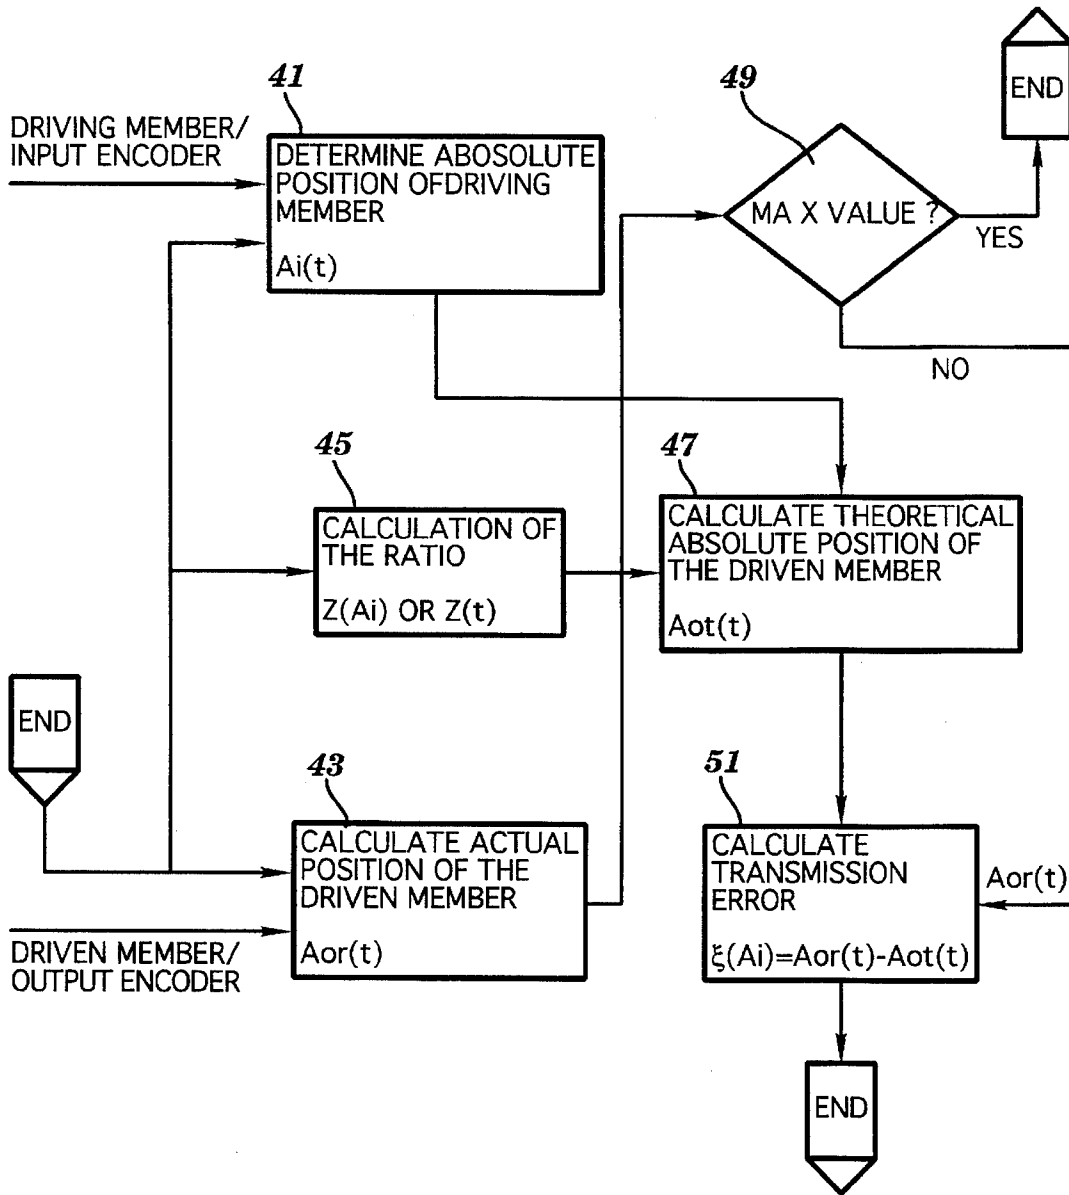 41
49
END
DRIVING MEMBER/
INPUT ENCODER
DETERMINE ABOSOLUTE
POSITION OFDRIVING
MEMBER
Ai(t)
MA X VALUE ?
YES
NO
45
47
CALCULATION OF
THE RATIO
Z(Ai) OR Z(t)
CALCULATE THEORETICAL
ABSOLUTE POSITION OF
THE DRIVEN MEMBER
Aot(t)
END
43
51
CALCULATE ACTUAL
POSITION OF THE
DRIVEN MEMBER
Aor(t)
CALCULATE
TRANSMISSION
ERROR
ξ(Ai)=Aor(t)-Aot(t)
Aor(t)
DRIVEN MEMBER/
OUTPUT ENCODER
END